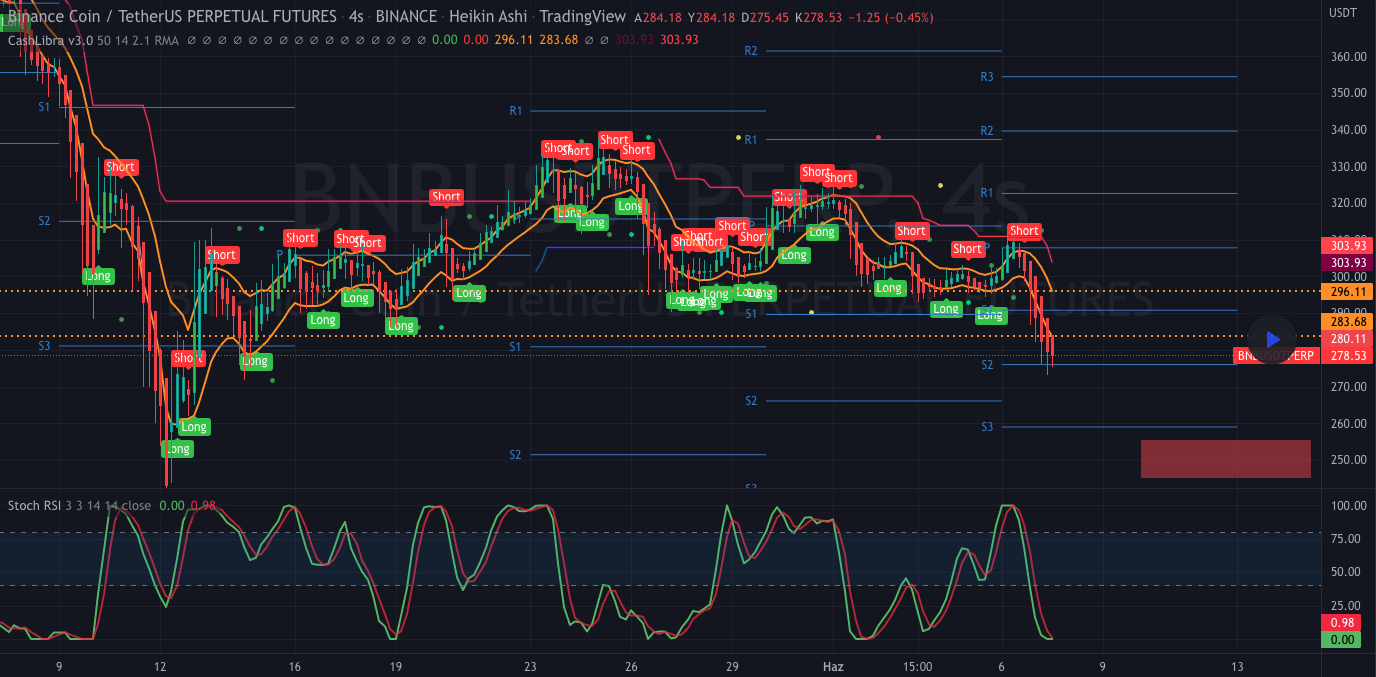 Binance Coin / TetherUS PERPETUAL FUTURES · 4s · BINANCE · Heikin Ashi · TradingView A284.18 Y284.18 D275.45 K278.53 −1.25 (−0.45%)
CashLibra v3.0 50 14 2.1 RMA ∅ ∅ ∅ ∅ ∅ ∅ ∅ ∅ ∅ ∅ ∅ ∅ ∅ ∅ ∅ ∅ 0.00 0.00 296.11 283.68 ∅ ∅ 303.93 303.93
USDT
R2
360.00
R3
350.00
S1
R1
340.00
R2
R1
Short Short Short Short
330.00
Short
Short Short
BNBUSDTPERP, 4s
R1
320.00
Short
Short
Long
Long Long
S2
Short
Short Short Short
Short
Short Short Short Short
Long
Short
P
303.93
303.93
300.00
Short
P
Long
Long
Long
296.11
Binance Coin / TetherUS PERPETUAL FUTURES
Long
Long
Long
Long Long
Long
290.00
Long
S1
Long
283.68
Long
280.11
S3
S1
BNBUSDTPERP 278.53
Short
Long
S2
270.00
S2
260.00
Long
S3
Long
S2
250.00
S3
Stoch RSI 3 3 14 14 close 0.00 0.98
100.00
75.00
50.00
25.00
0.98
0.00
9 12 16 19 23 26 29 Haz 15:00 6 9 13